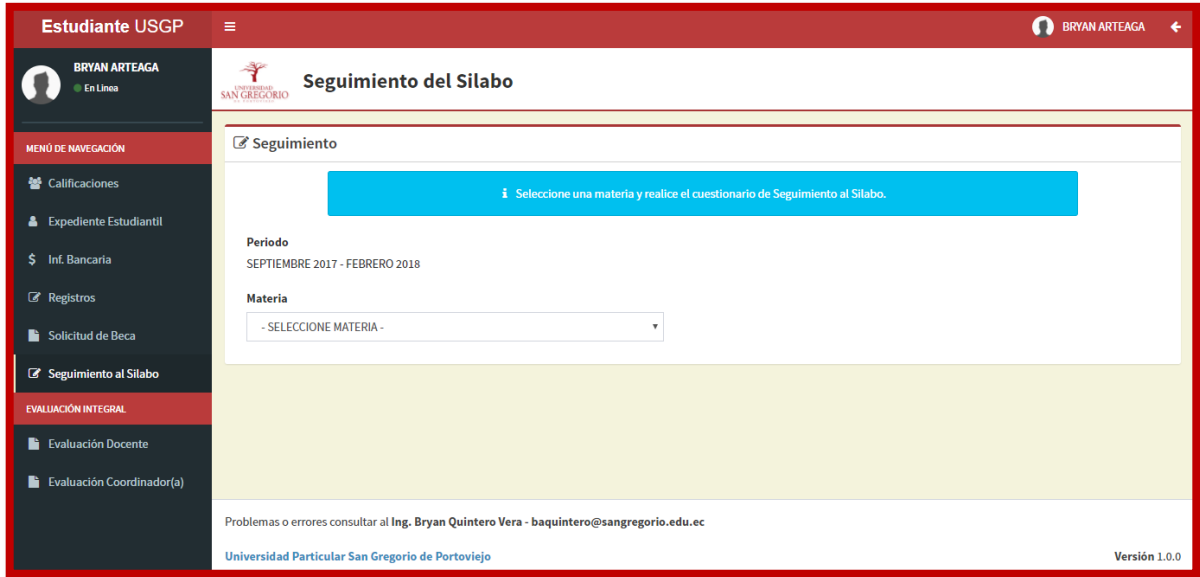 Estudiante USGP
BRYAN ARTEAGA
BRYAN ARTEAGA
En Linea
UNIVERSIDAD
SAN GREGORIO
DE PORTOVIEJO
Seguimiento del Silabo
MENÚ DE NAVEGACIÓN
Calificaciones
Expediente Estudiantil
$ Inf. Bancaria
Registros
Solicitud de Beca
Seguimiento al Silabo
EVALUACIÓN INTEGRAL
Evaluación Docente
Evaluación Coordinador(a)
Seguimiento
i Seleccione una materia y realice el cuestionario de Seguimiento al Silabo.
Periodo
SEPTIEMBRE 2017 - FEBRERO 2018
Materia
- SELECCIONE MATERIA -
Problemas o errores consultar al Ing. Bryan Quintero Vera - baquintero@sangregorio.edu.ec
Universidad Particular San Gregorio de Portoviejo
Versión 1.0.0